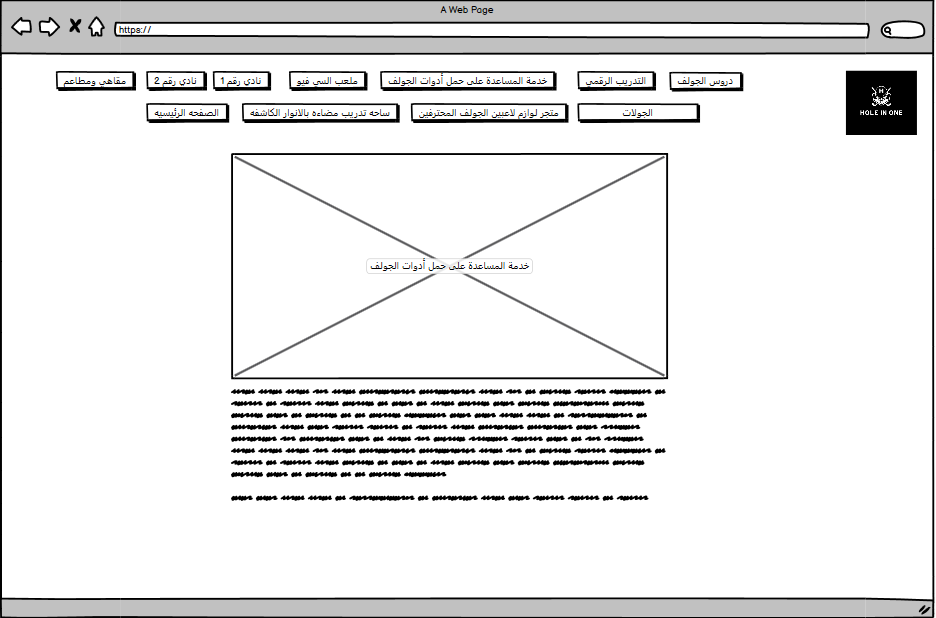 A Web Page
https://
دروس الجولف
التدريب الرقمي
خدمة المساعدة على حمل أدوات الجولف
ملعب السي فيو
نادي رقم 1
نادي رقم 2
مقاهي ومطاعم
الجولات
متجر لوازم لاعبين الجولف المحترفين
ساحه تدريب مضاءه بالانوار الكاشفه
الصفحه الرئيسيه
HOLE IN ONE
خدمة المساعدة على حمل أدوات الجولف